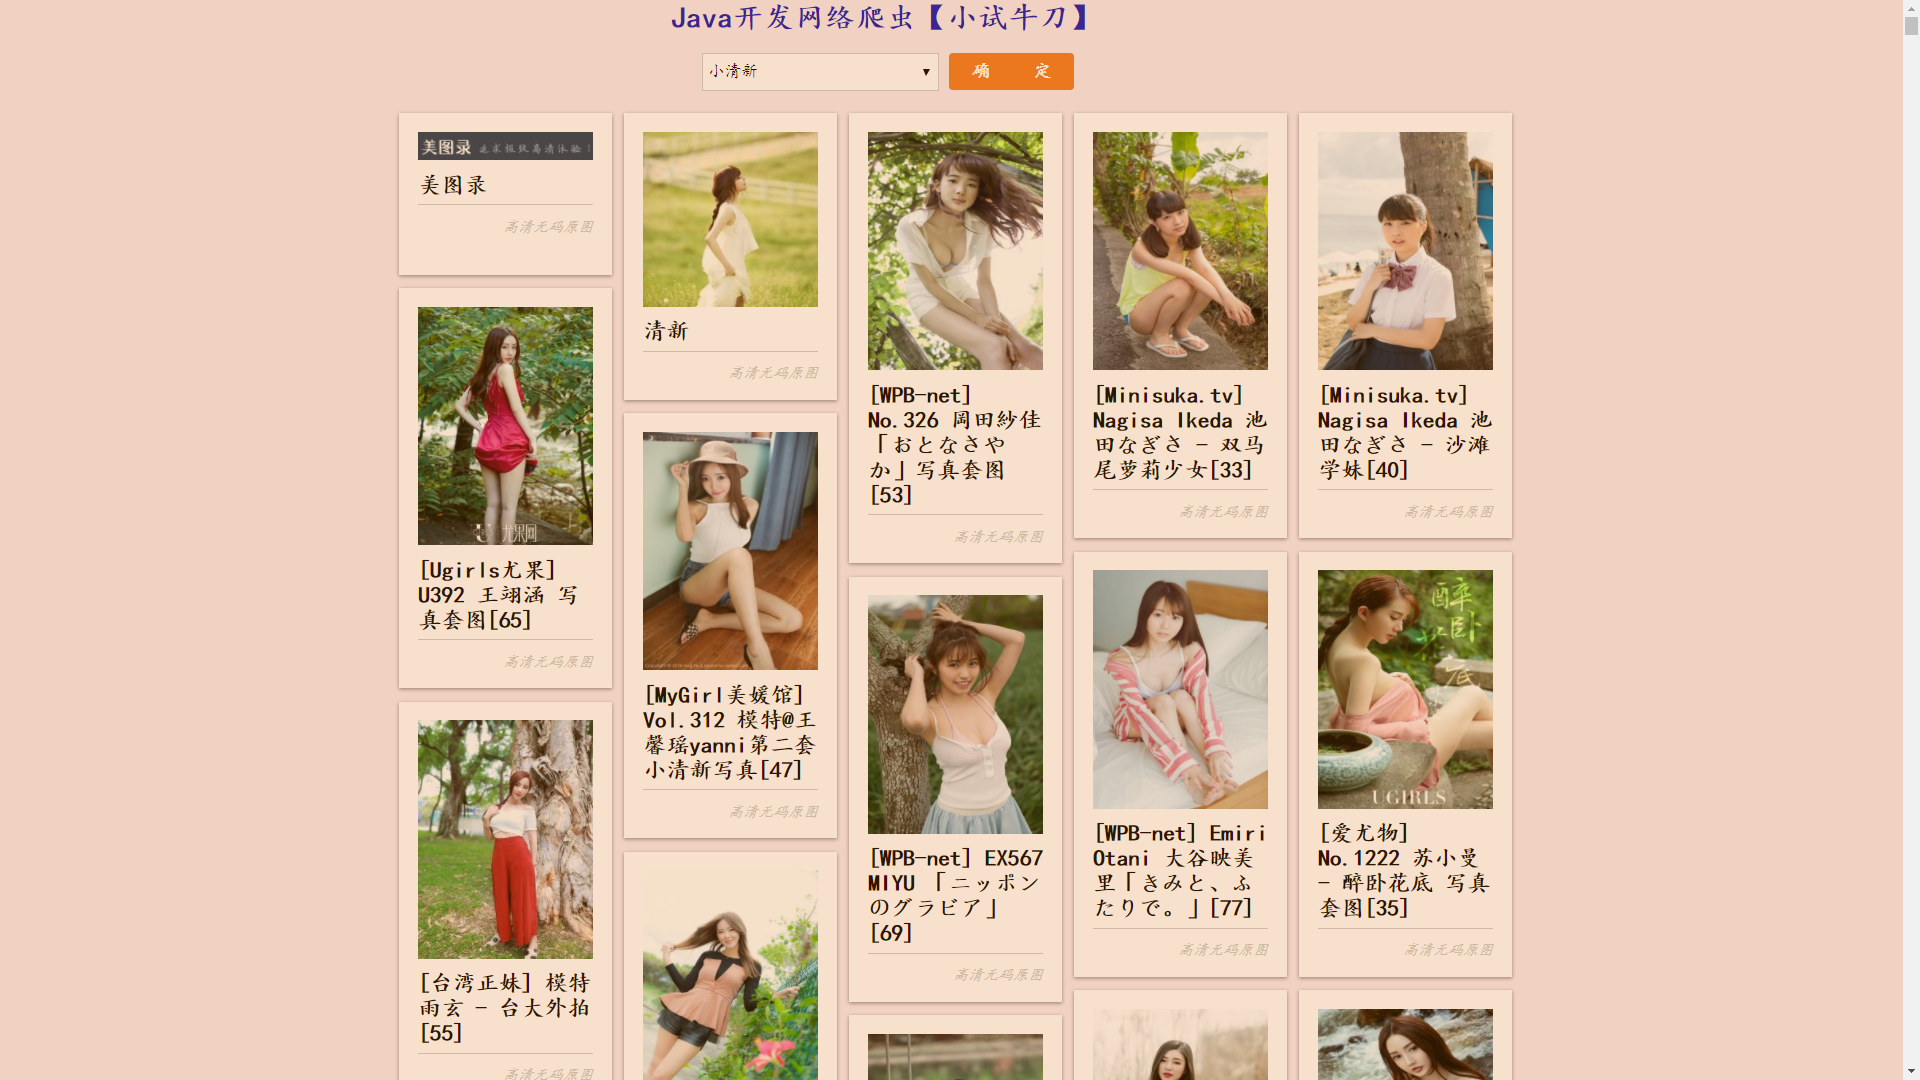 Java开发网络爬虫【小试牛刀】
小清新
确 定
美图录 追求极致高清体验！
美图录
高清无码原图
尤果网
[Ugirls尤果]
U392 王翊涵 写
真套图[65]
高清无码原图
[台湾正妹] 模特
雨玄 - 台大外拍
[55]
高清无码原图
清新
高清无码原图
[MyGirl美媛馆]
Vol.312 模特@王
馨瑶yanni第二套
小清新写真[47]
高清无码原图
[WPB-net]
No.326 岡田紗佳
「おとなさや
か」写真套图
[53]
高清无码原图
[WPB-net] EX567
MIYU 「ニッポン
のグラビア」
[69]
高清无码原图
[Minisuka.tv]
Nagisa Ikeda 池
田なぎさ - 双马
尾萝莉少女[33]
高清无码原图
[WPB-net] Emiri
Otani 大谷映美
里「きみと、ふ
たりで。」[77]
高清无码原图
[Minisuka.tv]
Nagisa Ikeda 池
田なぎさ - 沙滩
学妹[40]
高清无码原图
醉
卧
花
底
UGIRLS
[爱尤物]
No.1222 苏小曼
- 醉卧花底 写真
套图[35]
高清无码原图